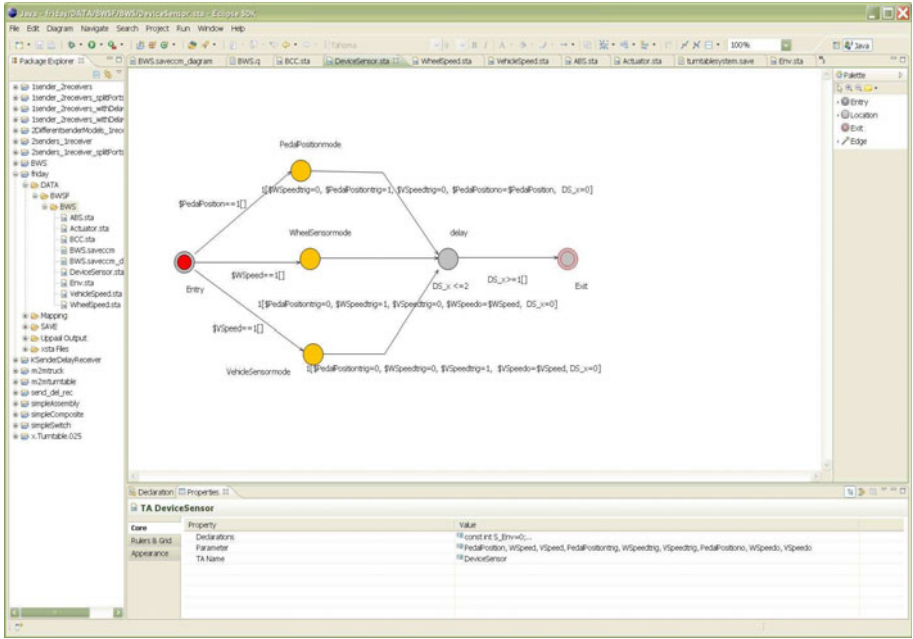 Java - friday/DATA/BWSF/BWS/DeviceSensor.sta - Eclipse SDK
File Edit Diagram Navigate Search Project Run Window Help
Tahoma
100%
Java
Package Explorer
BWS.saveccm_diagram
BWS.q
BCC.sta
DeviceSensor.sta
WheelSpeed.sta
VehicleSpeed.sta
ABS.sta
Actuator.sta
turntablesystem.save
Env.sta
1sender_2receivers
1sender_2receivers_splitPorts
1sender_2receivers_withDelay
1sender_2receivers_withDelay
2DifferentsenderModels_1rece
2senders_1receiver
2senders_1receiver_splitPorts
BWS
friday
DATA
BWSF
BWS
ABS.sta
Actuator.sta
BCC.sta
BWS.saveccm
BWS.saveccm_d
DeviceSensor.sta
Env.sta
VehicleSpeed.sta
WheelSpeed.sta
Mapping
SAVE
Uppaal Output
xsta Files
KSenderDelayReceiver
m2mtruck
m2mturntable
send_del_rec
simpleAssembly
simpleComposite
simpleSwitch
x.Turntable.025
PedalPositionmode
1[$WSpeedtrig=0, $PedalPositiontrig=1, $VSpeedtrig=0, $PedalPositiono=$PedalPosition, DS_x=0]
$PedalPosition==1[]
WheelSensormode
delay
Entry
$WSpeed==1[]
DS_x <=2
DS_x>=1[]
Exit
1[$PedalPositiontrig=0, $WSpeedtrig=1, $VSpeedtrig=0, $WSpeedo=$WSpeed, DS_x=0]
$VSpeed==1[]
VehicleSensormode
1[$PedalPositiontrig=0, $WSpeedtrig=0, $VSpeedtrig=1, $VSpeedo=$VSpeed, DS_x=0]
Palette
Entry
Location
Exit
Edge
Declaration
Properties
TA DeviceSensor
Core
Rulers & Grid
Appearance
Property Value
Declarations const int S_Env=0;...
Parameter PedalPosition, WSpeed, VSpeed, PedalPositiontrig, WSpeedtrig, VSpeedtrig, PedalPositiono, WSpeedo, VSpeedo
TA Name DeviceSensor